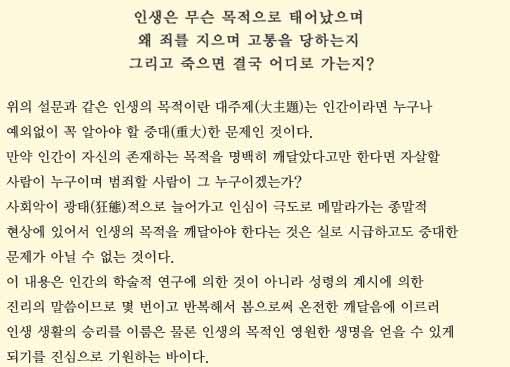 인생은 무슨 목적으로 태어났으며
왜 죄를 지으며 고통을 당하는지
그리고 죽으면 결국 어디로 가는지?
위의 설문과 같은 인생의 목적이란 대주제(大主題)는 인간이라면 누구나
예외없이 꼭 알아야 할 중대(重大)한 문제인 것이다.
만약 인간이 자신의 존재하는 목적을 명백히 깨달았다고만 한다면 자살할
사람이 누구이며 범죄할 사람이 그 누구이겠는가?
사회악이 광태(狂態)적으로 늘어가고 인심이 극도로 메말라가는 종말적
현상에 있어서 인생의 목적을 깨달아야 한다는 것은 실로 시급하고도 중대한
문제가 아닐 수 없는 것이다.
이 내용은 인간의 학술적 연구에 의한 것이 아니라 성령의 계시에 의한
진리의 말씀이므로 몇 번이고 반복해서 봄으로써 온전한 깨달음에 이르러
인생 생활의 승리를 이룸은 물론 인생의 목적인 영원한 생명을 얻을 수 있게
되기를 진심으로 기원하는 바이다.